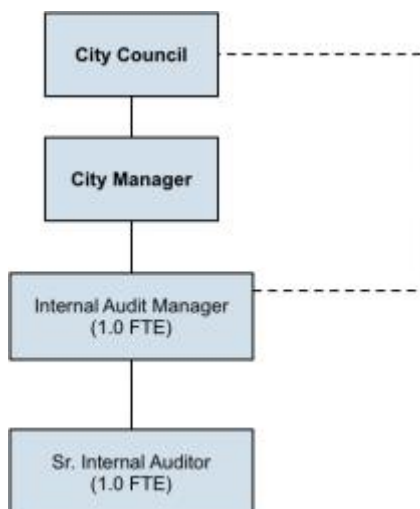 City Council
City Manager
Internal Audit Manager
(1.0 FTE)
Sr. Internal Auditor
(1.0 FTE)